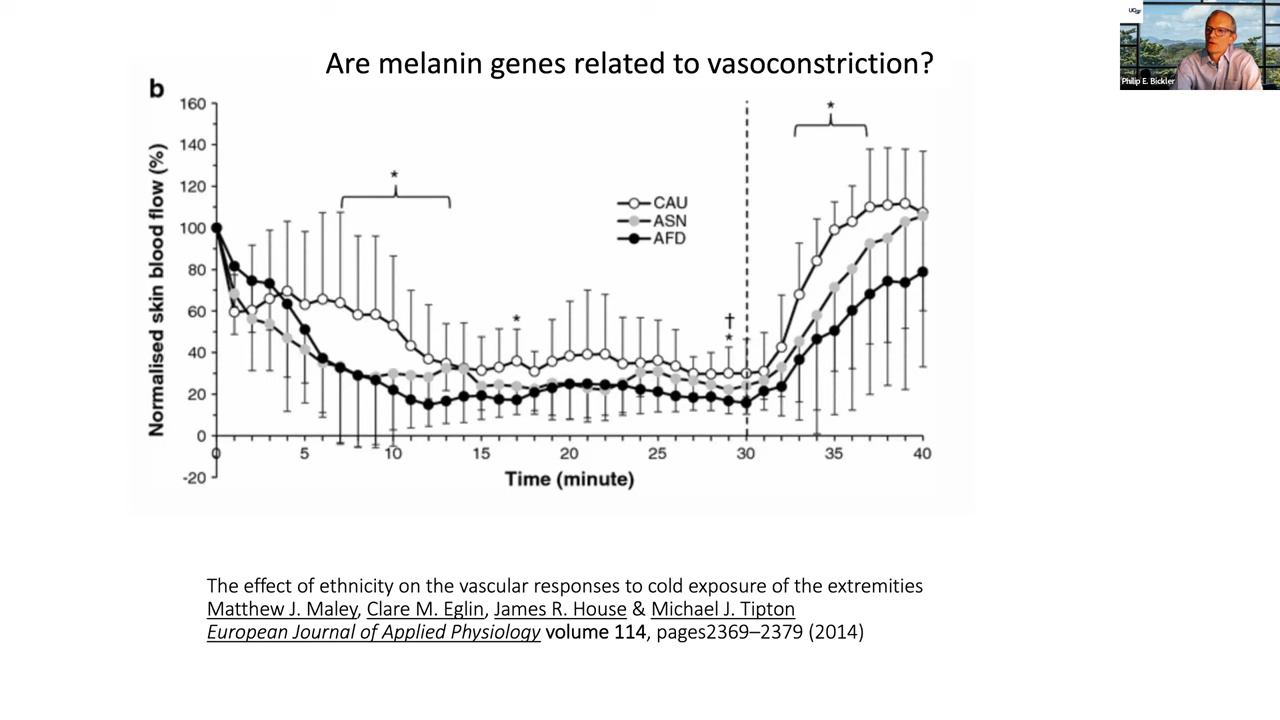 Are melanin genes related to vasoconstriction?
UCSF
Philip E. Bickler
b
160
140
120
100
80
60
40
20
0
-20
Normalised skin blood flow (%)
*
*
*
†
*
CAU
ASN
AFD
0 5 10 15 20 25 30 35 40
Time (minute)
The effect of ethnicity on the vascular responses to cold exposure of the extremities
Matthew J. Maley, Clare M. Eglin, James R. House & Michael J. Tipton
European Journal of Applied Physiology volume 114, pages2369–2379 (2014)